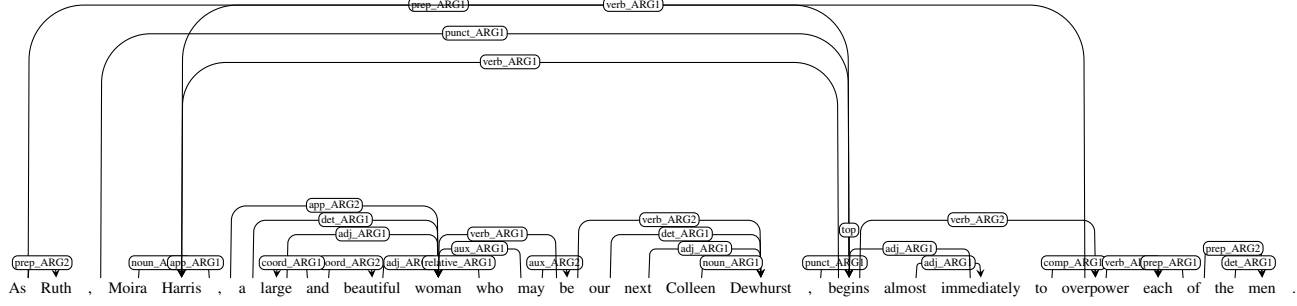 prep_ARG1 verb_ARG1
punct_ARG1
verb_ARG1
app_ARG2
det_ARG1 verb_ARG2 verb_ARG2
top
adj_ARG1 verb_ARG1 det_ARG1
aux_ARG1 adj_ARG1 adj_ARG1 prep_ARG2
prep_ARG2 app_ARG1 coord_ARG1 relative_ARG1 aux_ARG2 noun_ARG1 punct_ARG1 adj_ARG1 comp_ARG1 prep_ARG1 det_ARG1
As Ruth , Moira Harris , a large and beautiful woman who may be our next Colleen Dewhurst , begins almost immediately to overpower each of the men .